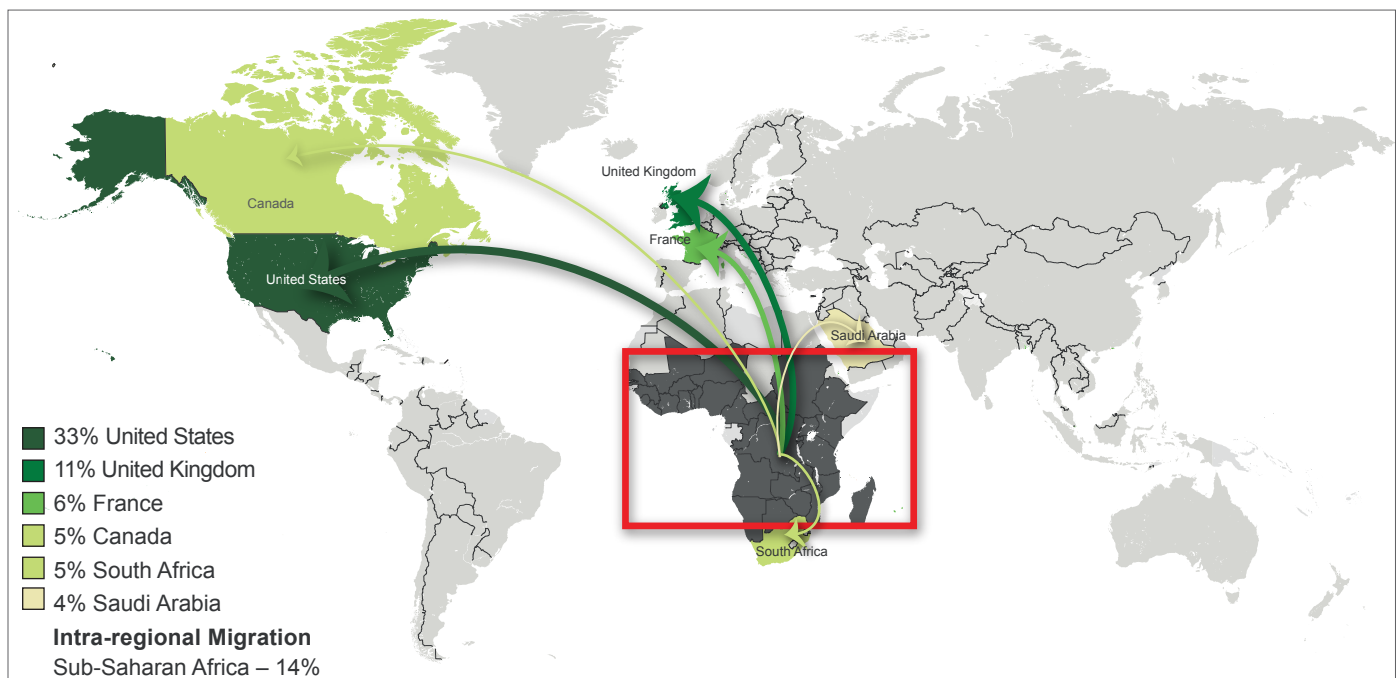 United Kingdom
Canada
France
United States
Saudi Arabia
South Africa
33% United States
11% United Kingdom
6% France
5% Canada
5% South Africa
4% Saudi Arabia
Intra-regional Migration
Sub-Saharan Africa – 14%